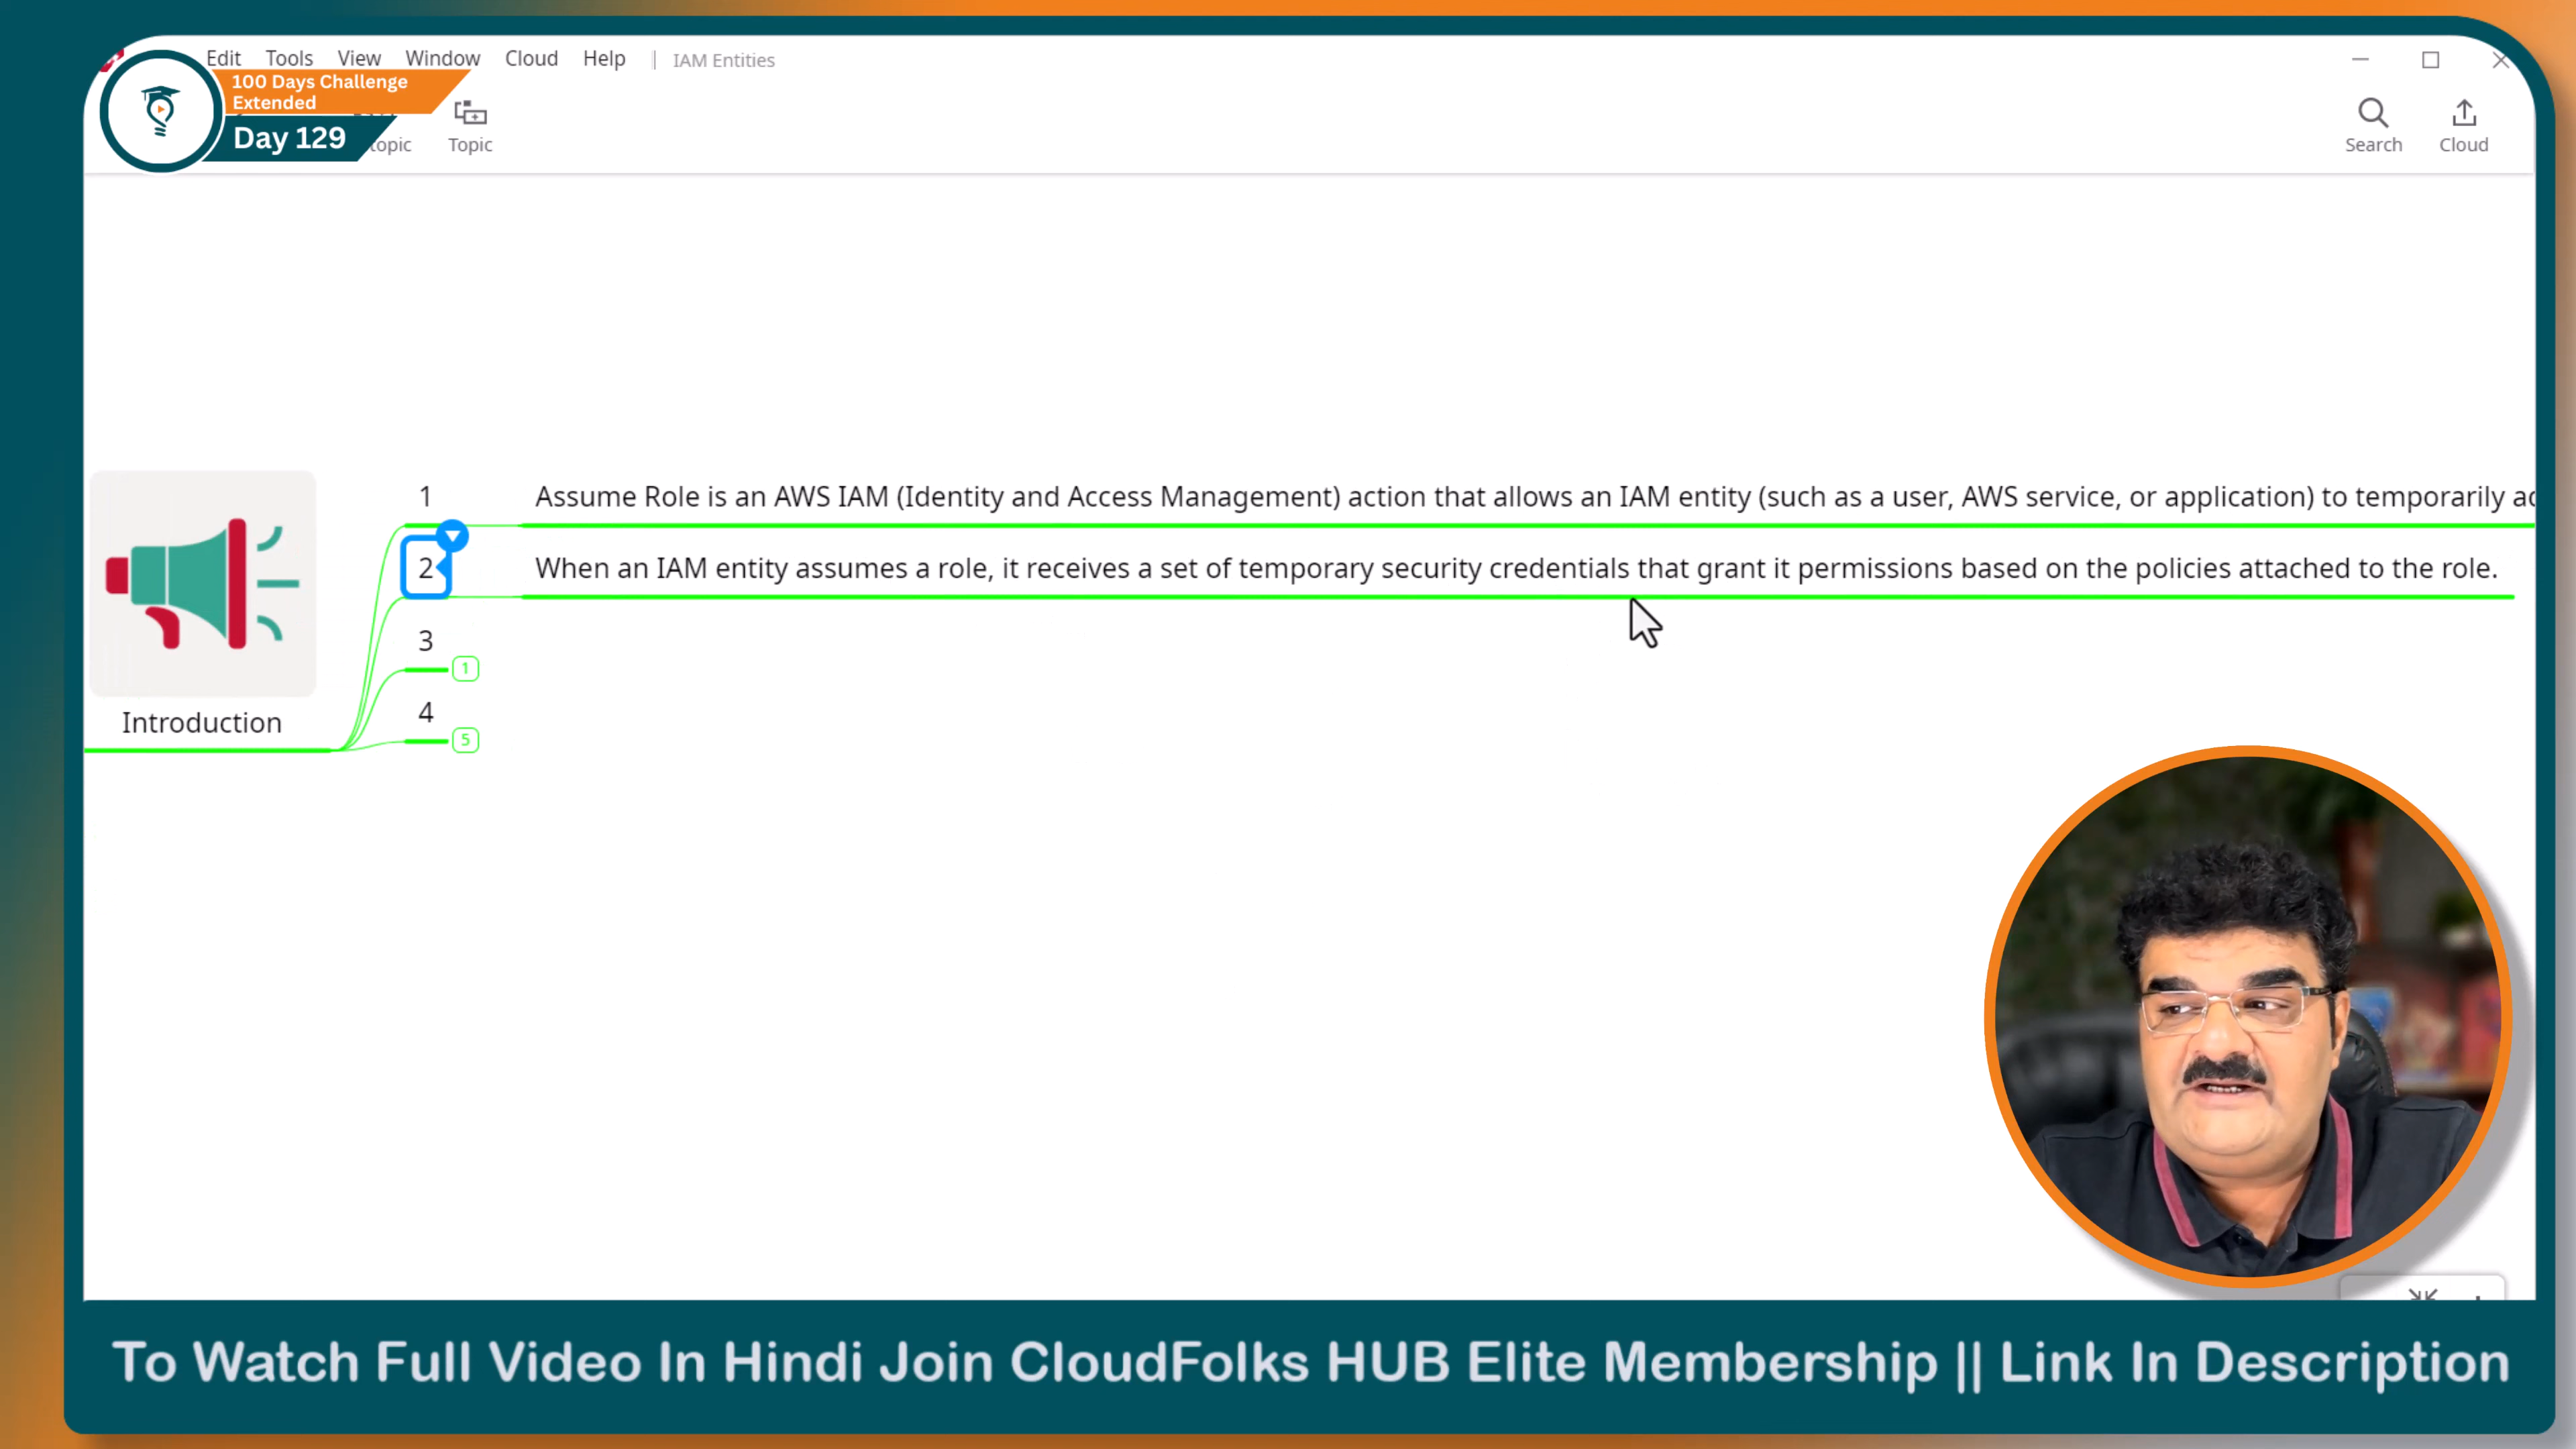 Edit Tools View Window Cloud Help | IAM Entities
100 Days Challenge
Extended
Day 129
topic
Topic
Search
Cloud
1 Assume Role is an AWS IAM (Identity and Access Management) action that allows an IAM entity (such as a user, AWS service, or application) to temporarily
2 When an IAM entity assumes a role, it receives a set of temporary security credentials that grant it permissions based on the policies attached to the role.
3
1
4
5
Introduction
To Watch Full Video In Hindi Join CloudFolks HUB Elite Membership || Link In Description